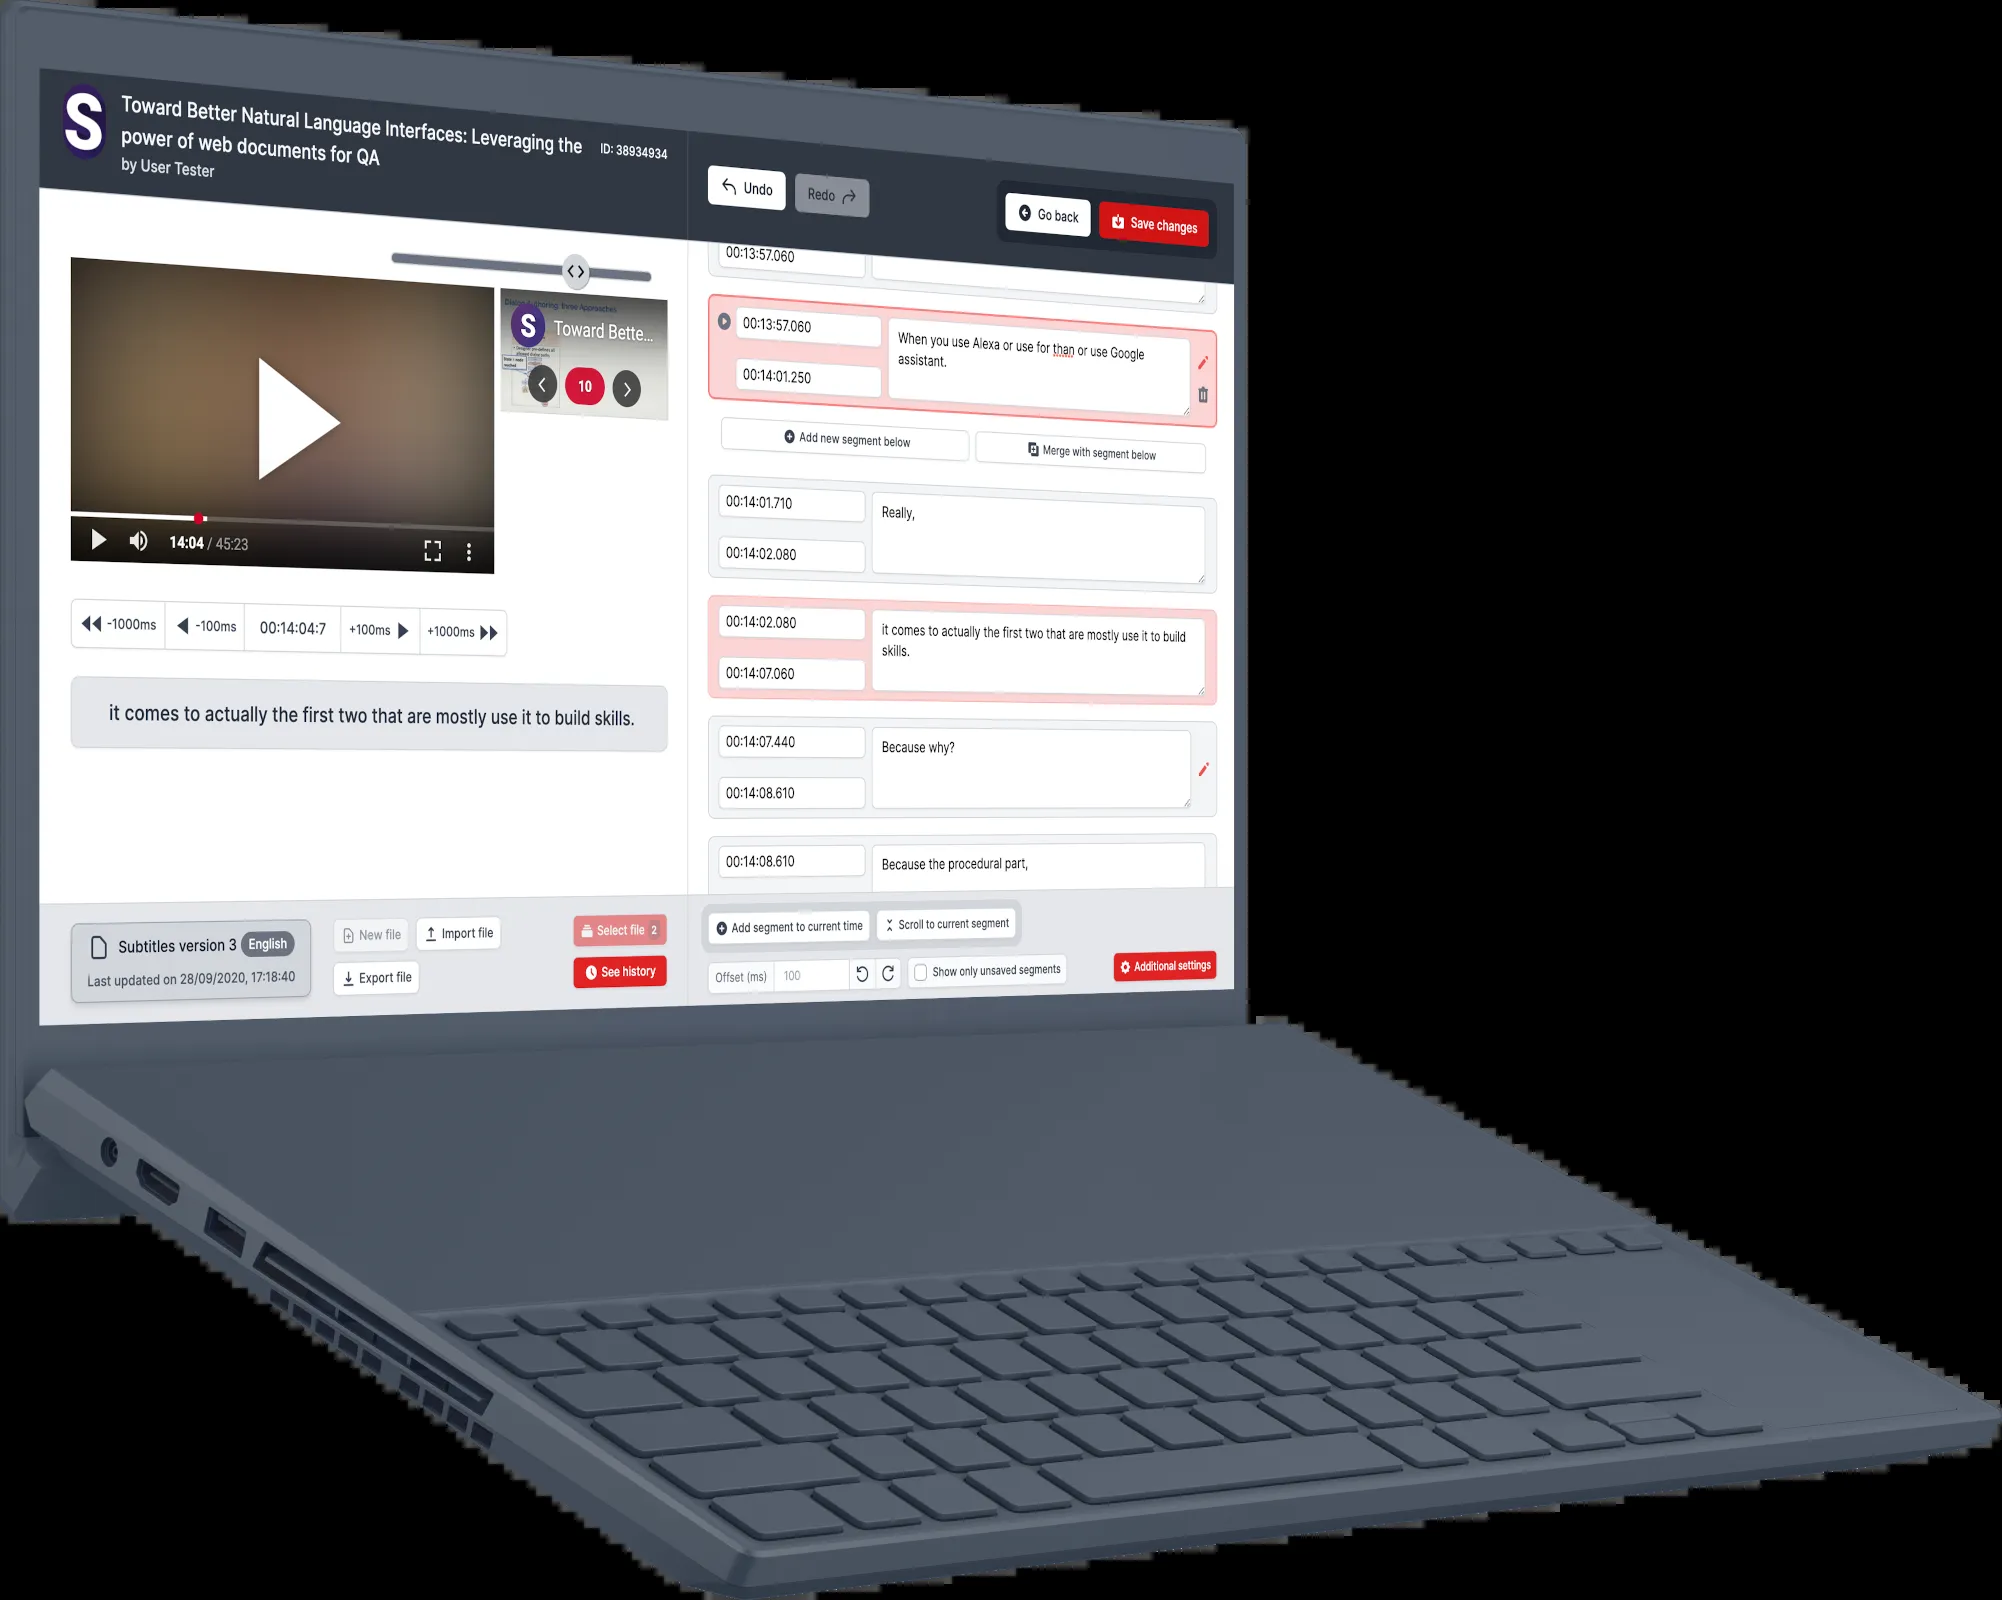 S
Toward Better Natural Language Interfaces: Leveraging the
power of web documents for QA
by User Tester
ID: 38934934
Undo
Redo
Go back
Save changes
Dialog Authoring: three Approaches
S
Toward Bette...
10
14:04 / 45:23
-1000ms
-100ms
00:14:04:7
+100ms
+1000ms
it comes to actually the first two that are mostly use it to build skills.
00:13:57.060
00:13:57.060
00:14:01.250
When you use Alexa or use for than or use Google
assistant.
Add new segment below
Merge with segment below
00:14:01.710
00:14:02.080
Really,
00:14:02.080
00:14:07.060
it comes to actually the first two that are mostly use it to build
skills.
00:14:07.440
00:14:08.610
Because why?
00:14:08.610
Because the procedural part,
Subtitles version 3 English
Last updated on 28/09/2020, 17:18:40
New file
Import file
Export file
Select file 2
See history
Add segment to current time
Scroll to current segment
Offset (ms)
100
Show only unsaved segments
Additional settings